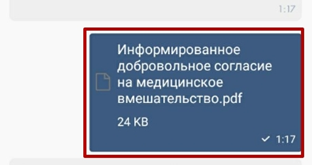 1:17
Информированное
добровольное согласие
на медицинское
вмешательство.pdf
24 KB
1:17